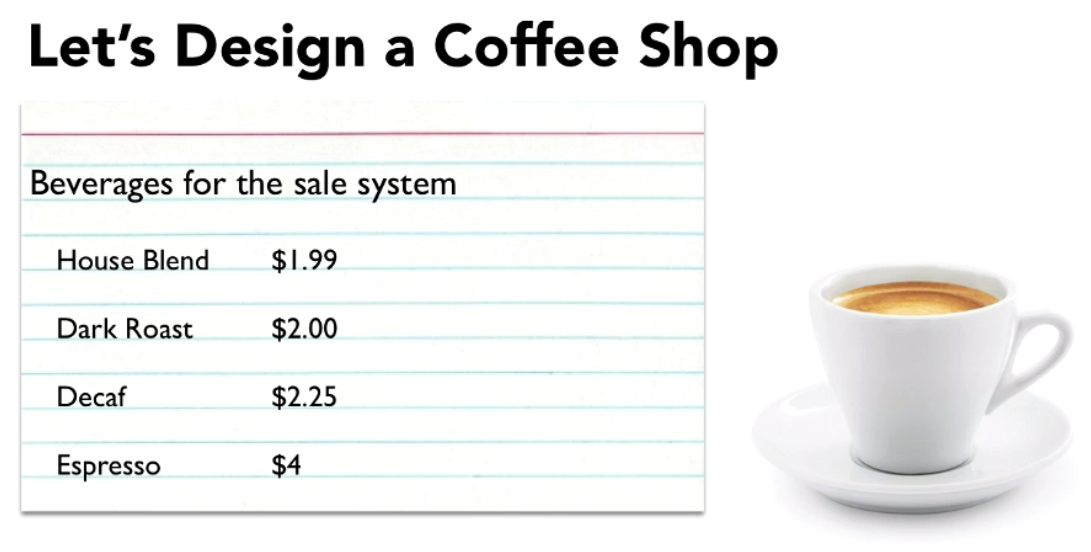 Let's Design a Coffee Shop
Beverages for the sale system
House Blend $1.99
Dark Roast $2.00
Decaf $2.25
Espresso $4